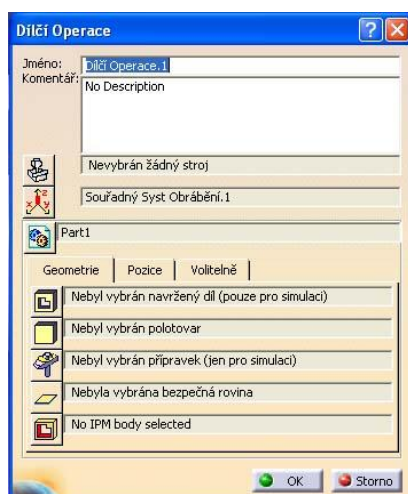 Dílčí Operace
Jméno: Dílčí Operace.1
Komentář: No Description
Nevybrán žádný stroj
Souřadný Syst Obrábění.1
Part1
Geometrie Pozice Volitelně
Nebyl vybrán navržený díl (pouze pro simulaci)
Nebyl vybrán polotovar
Nebyl vybrán přípravek (jen pro simulaci)
Nebyla vybrána bezpečná rovina
No IPM body selected
OK Storno